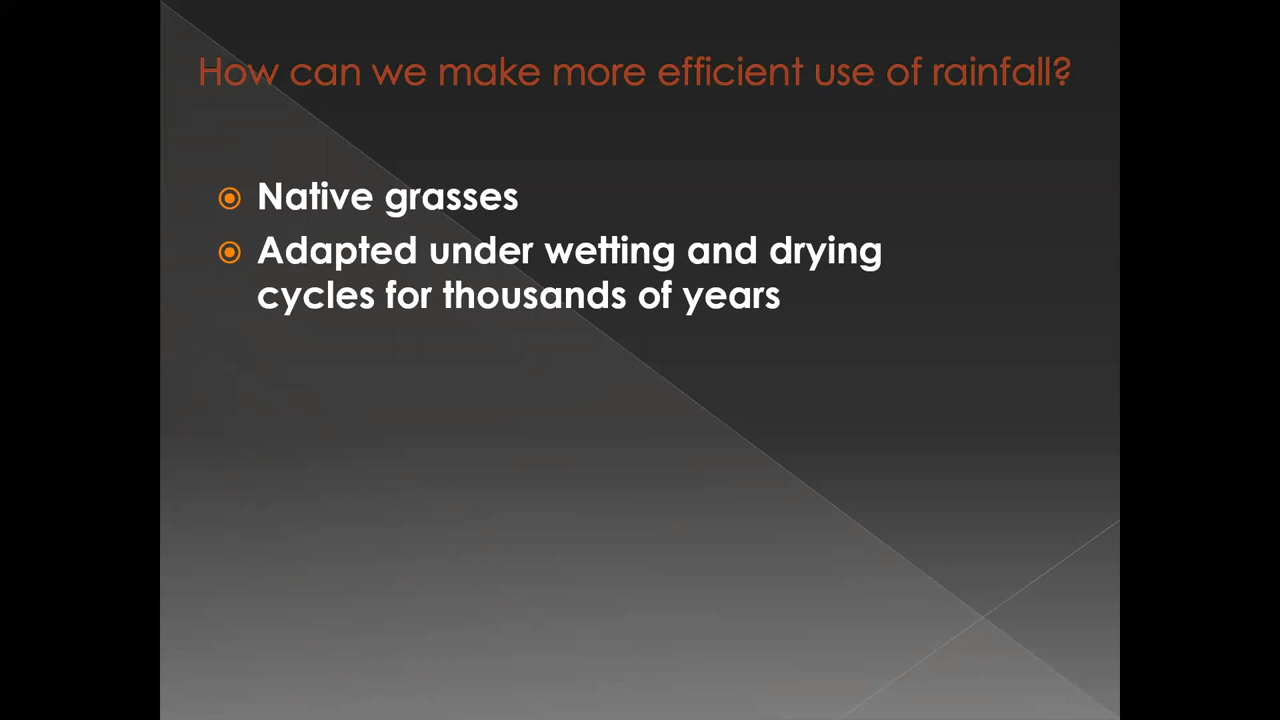 How can we make more efficient use of rainfall?
Native grasses
Adapted under wetting and drying
cycles for thousands of years